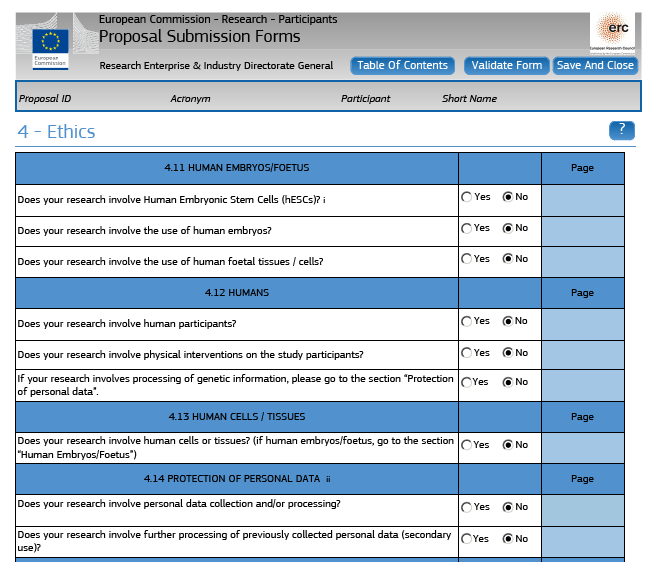 European Commission - Research - Participants
Proposal Submission Forms
erc
European Research Council
European
Commission
Research Enterprise & Industry Directorate General
Table Of Contents
Validate Form
Save And Close
Proposal ID Acronym Participant Short Name
4 - Ethics
?
4.11 HUMAN EMBRYOS/FOETUS Page
Does your research involve Human Embryonic Stem Cells (hESCs)? i Yes No
Does your research involve the use of human embryos? Yes No
Does your research involve the use of human foetal tissues / cells? Yes No
4.12 HUMANS Page
Does your research involve human participants? Yes No
Does your research involve physical interventions on the study participants? Yes No
If your research involves processing of genetic information, please go to the section "Protection
of personal data". Yes No
4.13 HUMAN CELLS / TISSUES Page
Does your research involve human cells or tissues? (if human embryos/foetus, go to the section
"Human Embryos/Foetus") Yes No
4.14 PROTECTION OF PERSONAL DATA ii Page
Does your research involve personal data collection and/or processing? Yes No
Does your research involve further processing of previously collected personal data (secondary
use)? Yes No